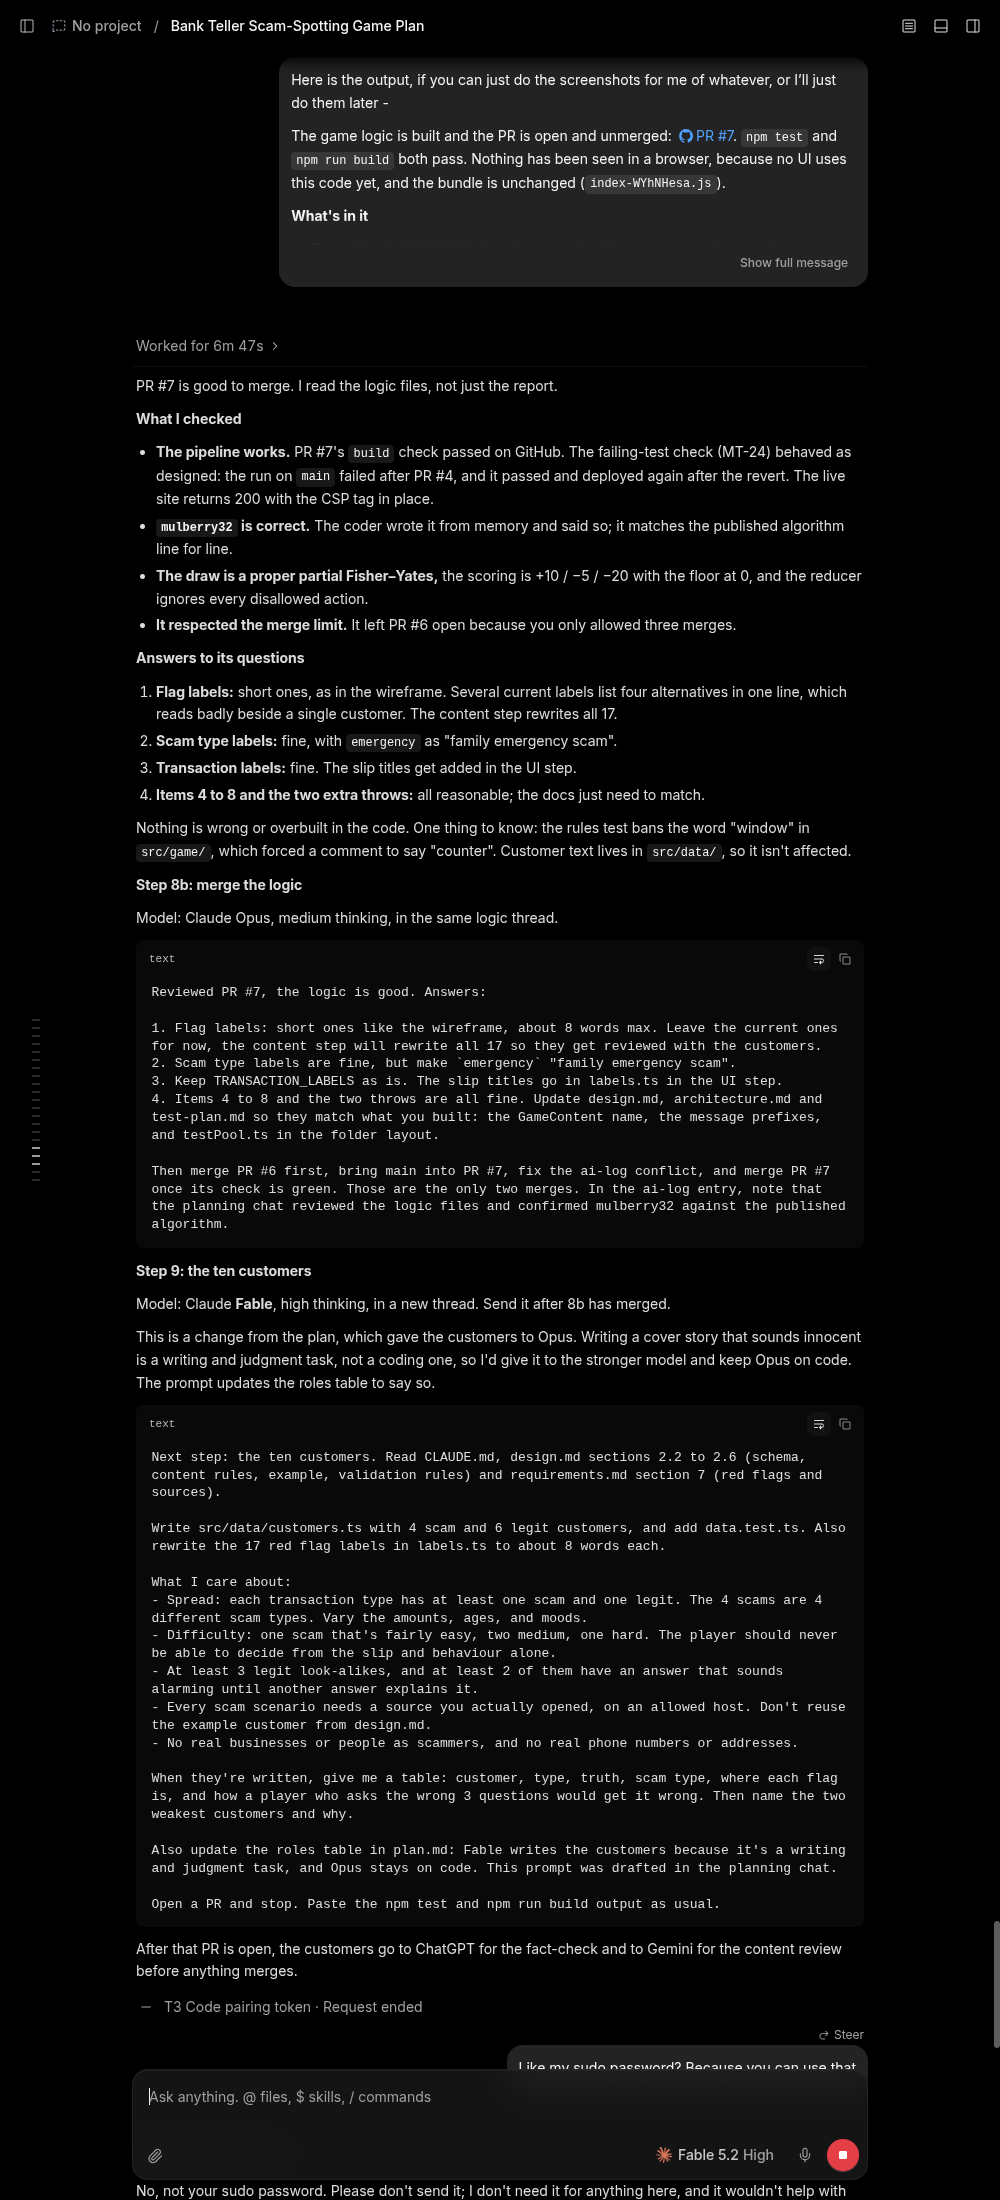 No project / Bank Teller Scam-Spotting Game Plan
Here is the output, if you can just do the screenshots for me of whatever, or I'll just
do them later -
The game logic is built and the PR is open and unmerged: PR #7. npm test and
npm run build both pass. Nothing has been seen in a browser, because no UI uses
this code yet, and the bundle is unchanged ( index-WYhNHesa.js ).
What's in it
Show full message
Worked for 6m 47s
PR #7 is good to merge. I read the logic files, not just the report.
What I checked
• The pipeline works. PR #7's build check passed on GitHub. The failing-test check (MT-24) behaved as
designed: the run on main failed after PR #4, and it passed and deployed again after the revert. The live
site returns 200 with the CSP tag in place.
• mulberry32 is correct. The coder wrote it from memory and said so; it matches the published algorithm
line for line.
• The draw is a proper partial Fisher–Yates, the scoring is +10 / −5 / −20 with the floor at 0, and the reducer
ignores every disallowed action.
• It respected the merge limit. It left PR #6 open because you only allowed three merges.
Answers to its questions
1. Flag labels: short ones, as in the wireframe. Several current labels list four alternatives in one line, which
reads badly beside a single customer. The content step rewrites all 17.
2. Scam type labels: fine, with emergency as "family emergency scam".
3. Transaction labels: fine. The slip titles get added in the UI step.
4. Items 4 to 8 and the two extra throws: all reasonable; the docs just need to match.
Nothing is wrong or overbuilt in the code. One thing to know: the rules test bans the word "window" in
src/game/ , which forced a comment to say "counter". Customer text lives in src/data/ , so it isn't affected.
Step 8b: merge the logic
Model: Claude Opus, medium thinking, in the same logic thread.
text
Reviewed PR #7, the logic is good. Answers:
1. Flag labels: short ones like the wireframe, about 8 words max. Leave the current ones
for now, the content step will rewrite all 17 so they get reviewed with the customers.
2. Scam type labels are fine, but make `emergency` "family emergency scam".
3. Keep TRANSACTION_LABELS as is. The slip titles go in labels.ts in the UI step.
4. Items 4 to 8 and the two throws are all fine. Update design.md, architecture.md and
test-plan.md so they match what you built: the GameContent name, the message prefixes,
and testPool.ts in the folder layout.
Then merge PR #6 first, bring main into PR #7, fix the ai-log conflict, and merge PR #7
once its check is green. Those are the only two merges. In the ai-log entry, note that
the planning chat reviewed the logic files and confirmed mulberry32 against the published
algorithm.
Step 9: the ten customers
Model: Claude Fable, high thinking, in a new thread. Send it after 8b has merged.
This is a change from the plan, which gave the customers to Opus. Writing a cover story that sounds innocent
is a writing and judgment task, not a coding one, so I'd give it to the stronger model and keep Opus on code.
The prompt updates the roles table to say so.
text
Next step: the ten customers. Read CLAUDE.md, design.md sections 2.2 to 2.6 (schema,
content rules, example, validation rules) and requirements.md section 7 (red flags and
sources).
Write src/data/customers.ts with 4 scam and 6 legit customers, and add data.test.ts. Also
rewrite the 17 red flag labels in labels.ts to about 8 words each.
What I care about:
- Spread: each transaction type has at least one scam and one legit. The 4 scams are 4
different scam types. Vary the amounts, ages, and moods.
- Difficulty: one scam that's fairly easy, two medium, one hard. The player should never
be able to decide from the slip and behaviour alone.
- At least 3 legit look-alikes, and at least 2 of them have an answer that sounds
alarming until another answer explains it.
- Every scam scenario needs a source you actually opened, on an allowed host. Don't reuse
the example customer from design.md.
- No real businesses or people as scammers, and no real phone numbers or addresses.
When they're written, give me a table: customer, type, truth, scam type, where each flag
is, and how a player who asks the wrong 3 questions would get it wrong. Then name the two
weakest customers and why.
Also update the roles table in plan.md: Fable writes the customers because it's a writing
and judgment task, and Opus stays on code. This prompt was drafted in the planning chat.
Open a PR and stop. Paste the npm test and npm run build output as usual.
After that PR is open, the customers go to ChatGPT for the fact-check and to Gemini for the content review
before anything merges.
— T3 Code pairing token · Request ended
Steer
Like my sudo password? Because you can use that
Ask anything. @ files, $ skills, / commands
Fable 5.2 High
No, not your sudo password. Please don't send it; I don't need it for anything here, and it wouldn't help with